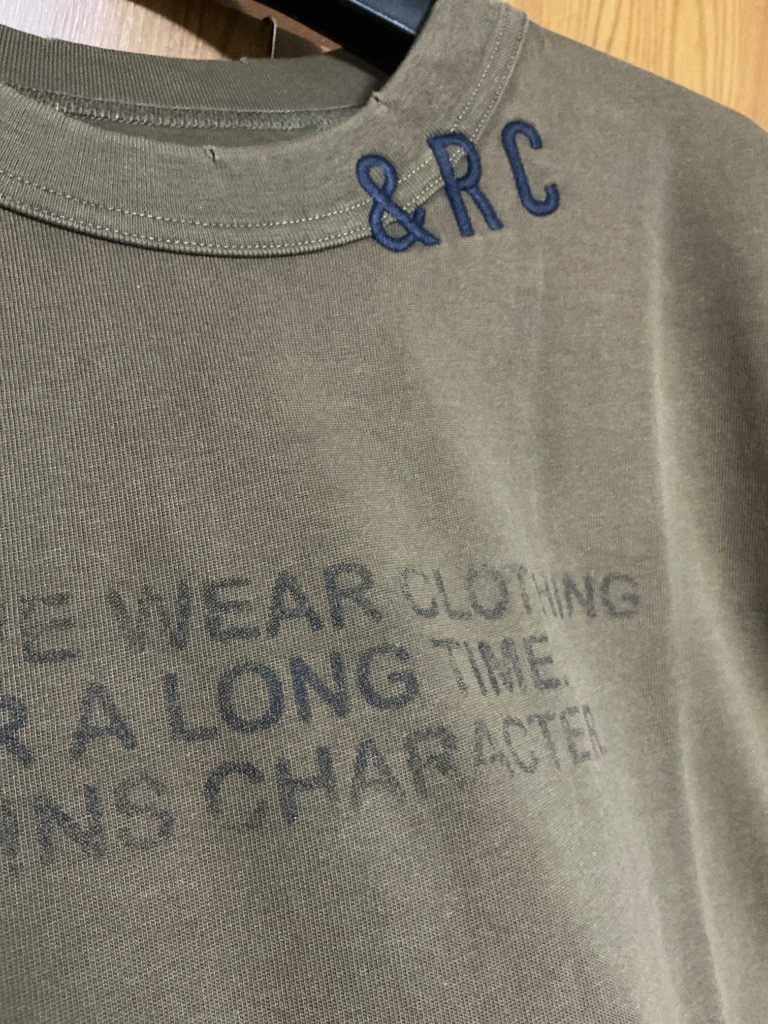 &RC
WEAR CLOTHING
A LONG TIME.
CHARACTER